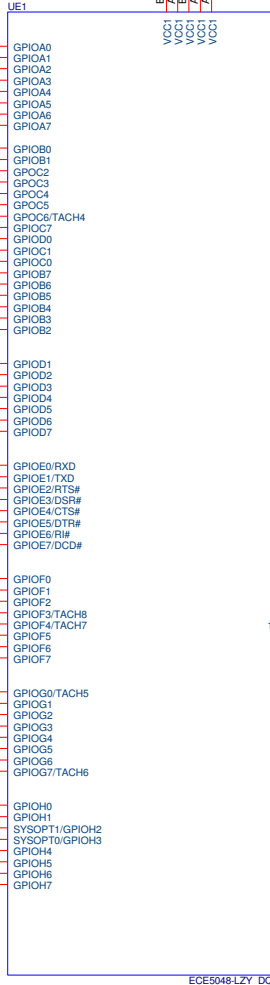 UE1
VCC1
VCC1
VCC1
VCC1
VCC1
GPIOA0
GPIOA1
GPIOA2
GPIOA3
GPIOA4
GPIOA5
GPIOA6
GPIOA7
GPIOB0
GPIOB1
GPOC2
GPOC3
GPOC4
GPOC5
GPOC6/TACH4
GPIOC7
GPIOD0
GPIOC1
GPIOC0
GPIOB7
GPIOB6
GPIOB5
GPIOB4
GPIOB3
GPIOB2
GPIOD1
GPIOD2
GPIOD3
GPIOD4
GPIOD5
GPIOD6
GPIOD7
GPIOE0/RXD
GPIOE1/TXD
GPIOE2/RTS#
GPIOE3/DSR#
GPIOE4/CTS#
GPIOE5/DTR#
GPIOE6/RI#
GPIOE7/DCD#
GPIOF0
GPIOF1
GPIOF2
GPIOF3/TACH8
GPIOF4/TACH7
GPIOF5
GPIOF6
GPIOF7
GPIOG0/TACH5
GPIOG1
GPIOG2
GPIOG3
GPIOG4
GPIOG5
GPIOG6
GPIOG7/TACH6
GPIOH0
GPIOH1
SYSOPT1/GPIOH2
SYSOPT0/GPIOH3
GPIOH4
GPIOH5
GPIOH6
GPIOH7
ECE5048-LZY